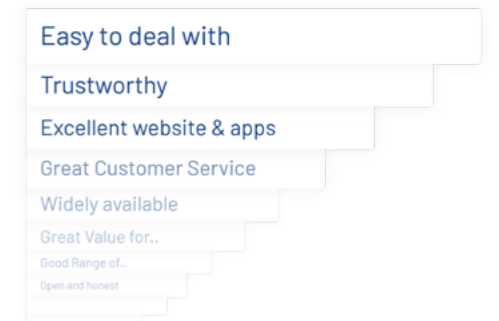 Easy to deal with
Trustworthy
Excellent website & apps
Great Customer Service
Widely available
Great Value for..
Good Range of..
Open and honest